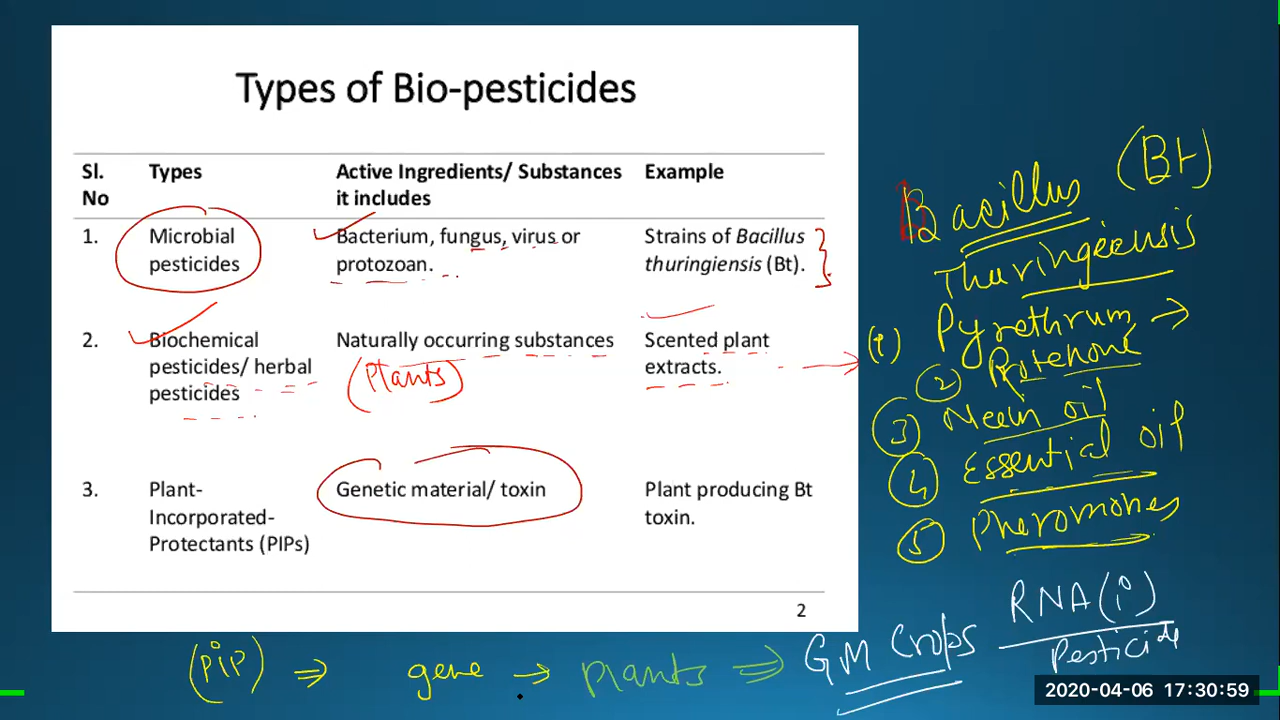 Types of Bio-pesticides
Sl. No Types Active Ingredients/ Substances it includes Example
1. Microbial pesticides Bacterium, fungus, virus or protozoan. Strains of Bacillus thuringiensis (Bt).
2. Biochemical pesticides/ herbal pesticides Naturally occurring substances Scented plant extracts.
(Plants)
3. Plant-Incorporated-Protectants (PIPs) Genetic material/ toxin Plant producing Bt toxin.
2
Bacillus (Bt)
Thuringiensis
(1) Pyrethrum →
② Rotenone
③ Neem oil
④ Essential oil
⑤ Pheromones
RNA(i)
Pesticide
(PiP) ⇒ gene → plants ⇒ GM Crops
2020-04-06 17:30:59